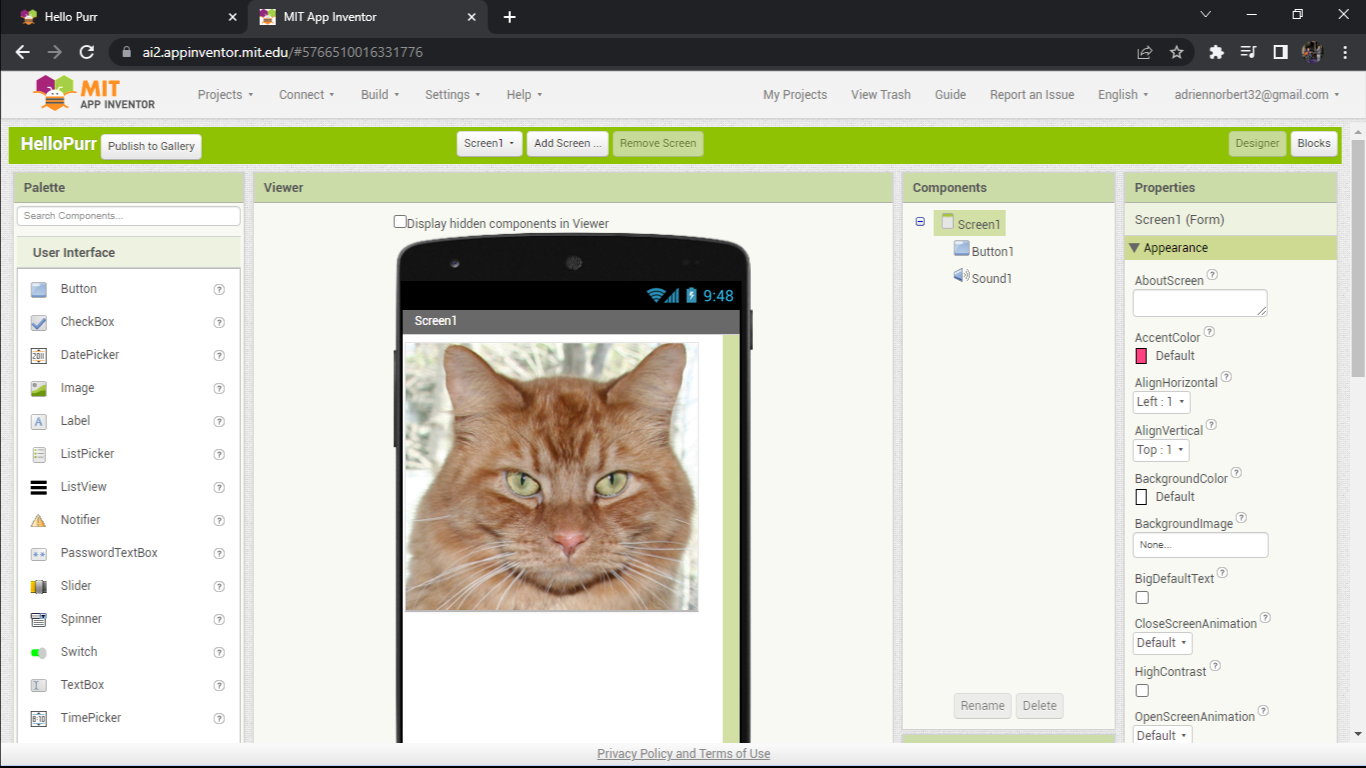 Hello Purr
MIT App Inventor
ai2.appinventor.mit.edu/#5766510016331776
MIT
APP INVENTOR
Projects
Connect
Build
Settings
Help
My Projects
View Trash
Guide
Report an Issue
English
adriennorbert32@gmail.com
HelloPurr
Publish to Gallery
Screen1
Add Screen ...
Remove Screen
Designer
Blocks
Palette
Search Components...
User Interface
Button
CheckBox
DatePicker
Image
Label
ListPicker
ListView
Notifier
PasswordTextBox
Slider
Spinner
Switch
TextBox
TimePicker
Viewer
Display hidden components in Viewer
9:48
Screen1
Components
Screen1
Button1
Sound1
Rename
Delete
Properties
Screen1 (Form)
Appearance
AboutScreen
AccentColor
Default
AlignHorizontal
Left : 1
AlignVertical
Top : 1
BackgroundColor
Default
BackgroundImage
None...
BigDefaultText
CloseScreenAnimation
Default
HighContrast
OpenScreenAnimation
Default
Privacy Policy and Terms of Use